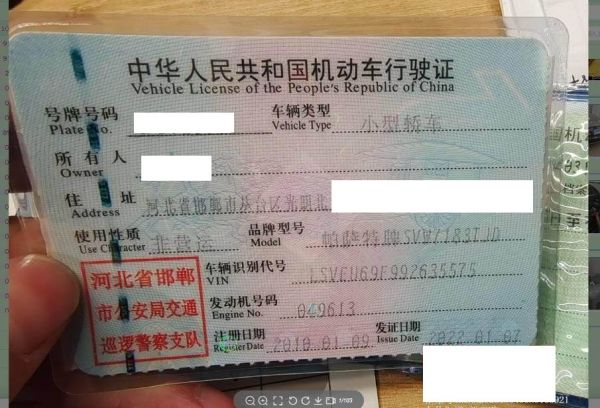 中华人民共和国机动车行驶证
Vehicle License of the People's Republic of China
号牌号码 车辆类型 小型轿车
Plate No. Vehicle Type
所有人
Owner
住 址 河北省邯郸市丛台区光明北
Address
使用性质 非营运 品牌型号 帕萨特牌SVW7183TJD
Use Character Model
河北省邯郸
市公安局交通
巡逻警察支队
车辆识别代号 LSVEU69F992635575
VIN
发动机号码 049613
Engine No.
注册日期 2010.01.09 发证日期 2022.01.07
Register Date Issue Date
1/103